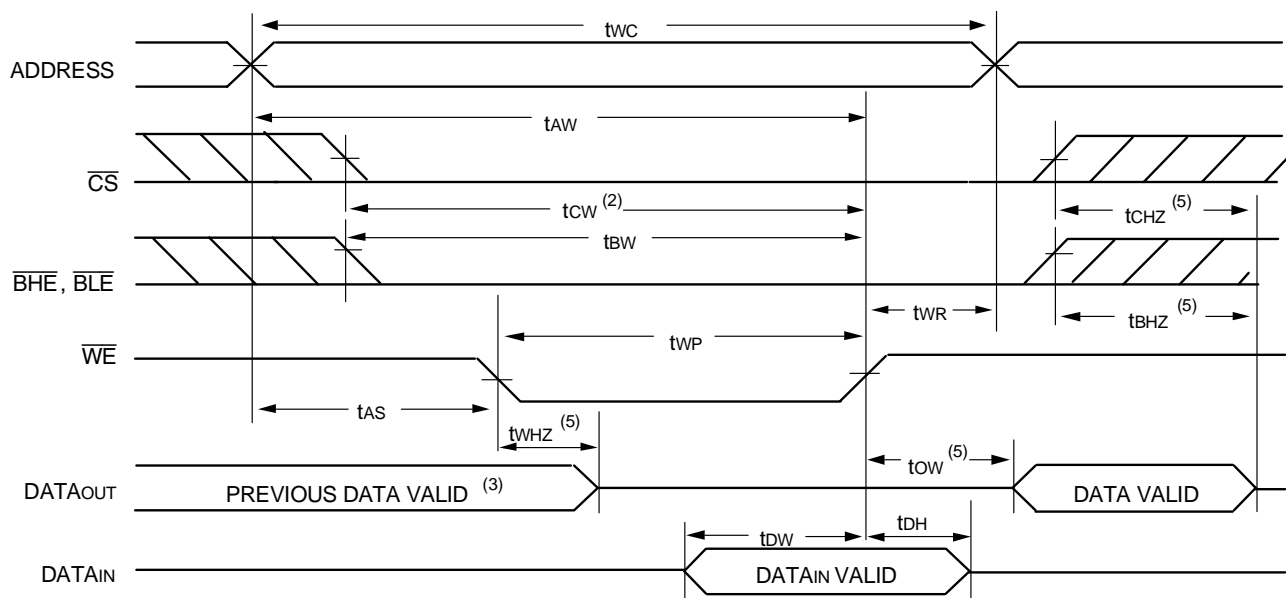 tWC
ADDRESS
tAW
CS
tCW (2)
tCHZ (5)
tBW
BHE, BLE
tWR
tBHZ (5)
tWP
WE
tAS
tWHZ (5)
tOW (5)
DATAOUT
PREVIOUS DATA VALID (3)
DATA VALID
tDW
tDH
DATAIN
DATAIN VALID